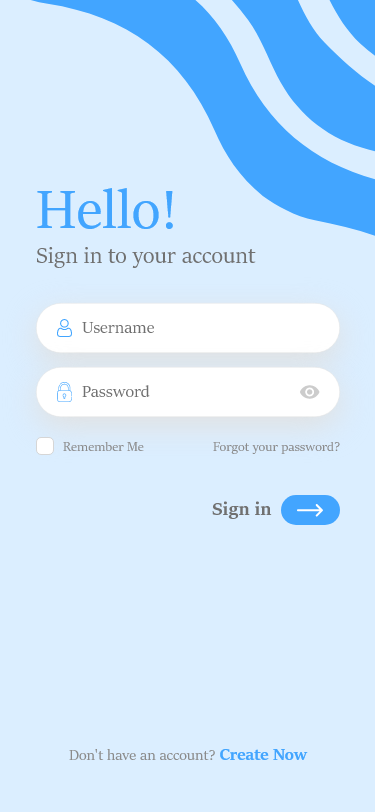 Hello!
Sign in to your account
Username
Password
Remember Me
Forgot your password?
Sign in
Don't have an account? Create Now